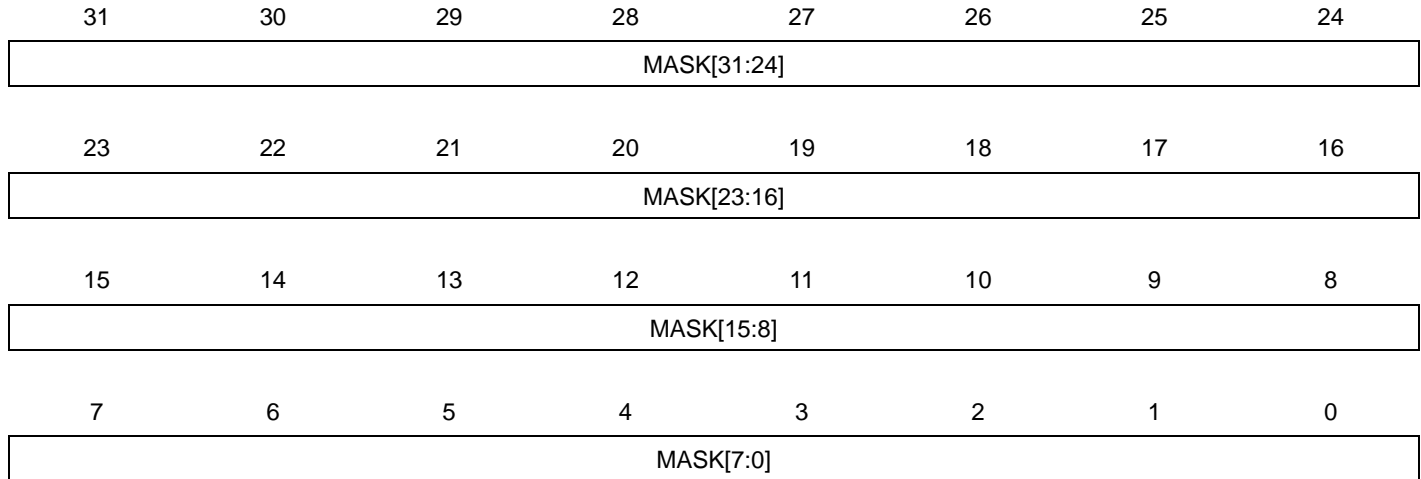 31 30 29 28 27 26 25 24
MASK[31:24]
23 22 21 20 19 18 17 16
MASK[23:16]
15 14 13 12 11 10 9 8
MASK[15:8]
7 6 5 4 3 2 1 0
MASK[7:0]